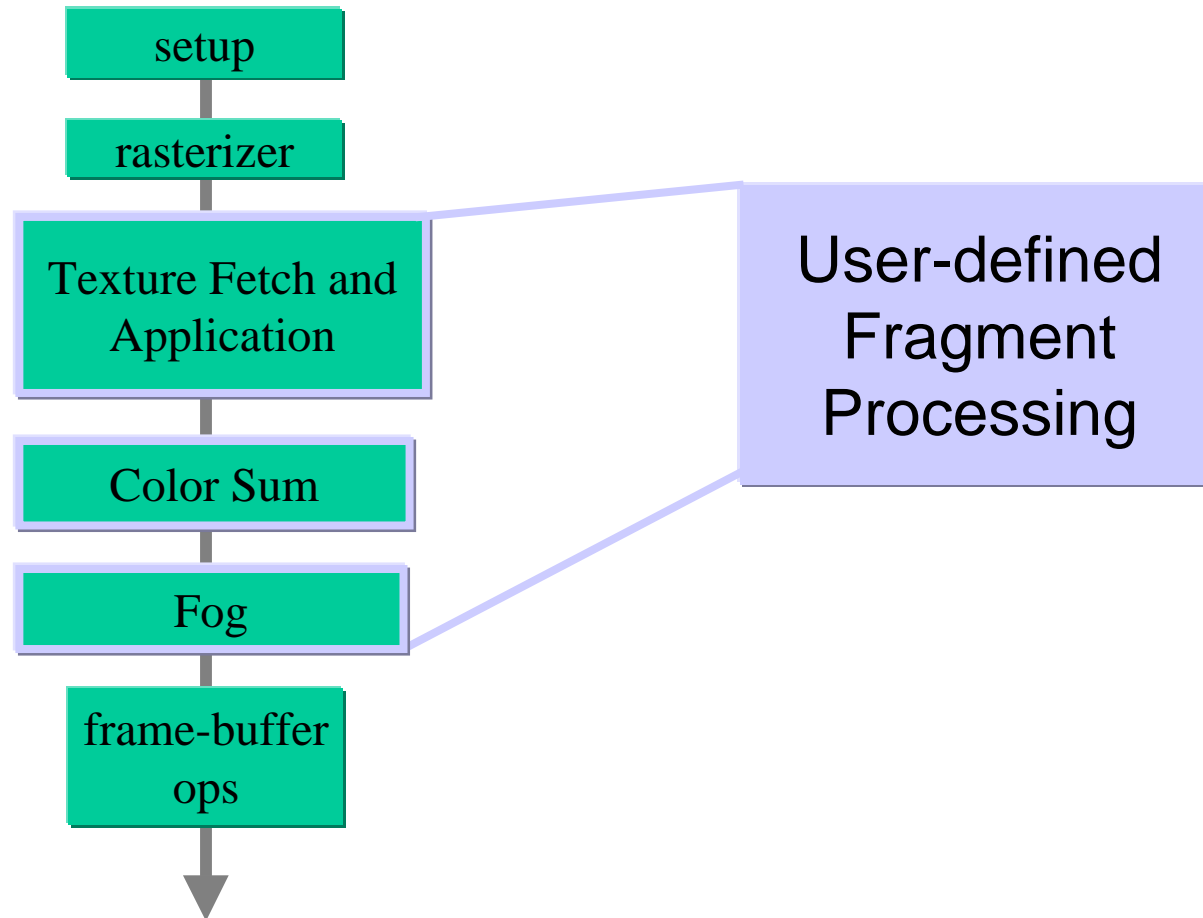 setup
rasterizer
Texture Fetch and
Application
Color Sum
Fog
frame-buffer
ops
User-defined
Fragment
Processing